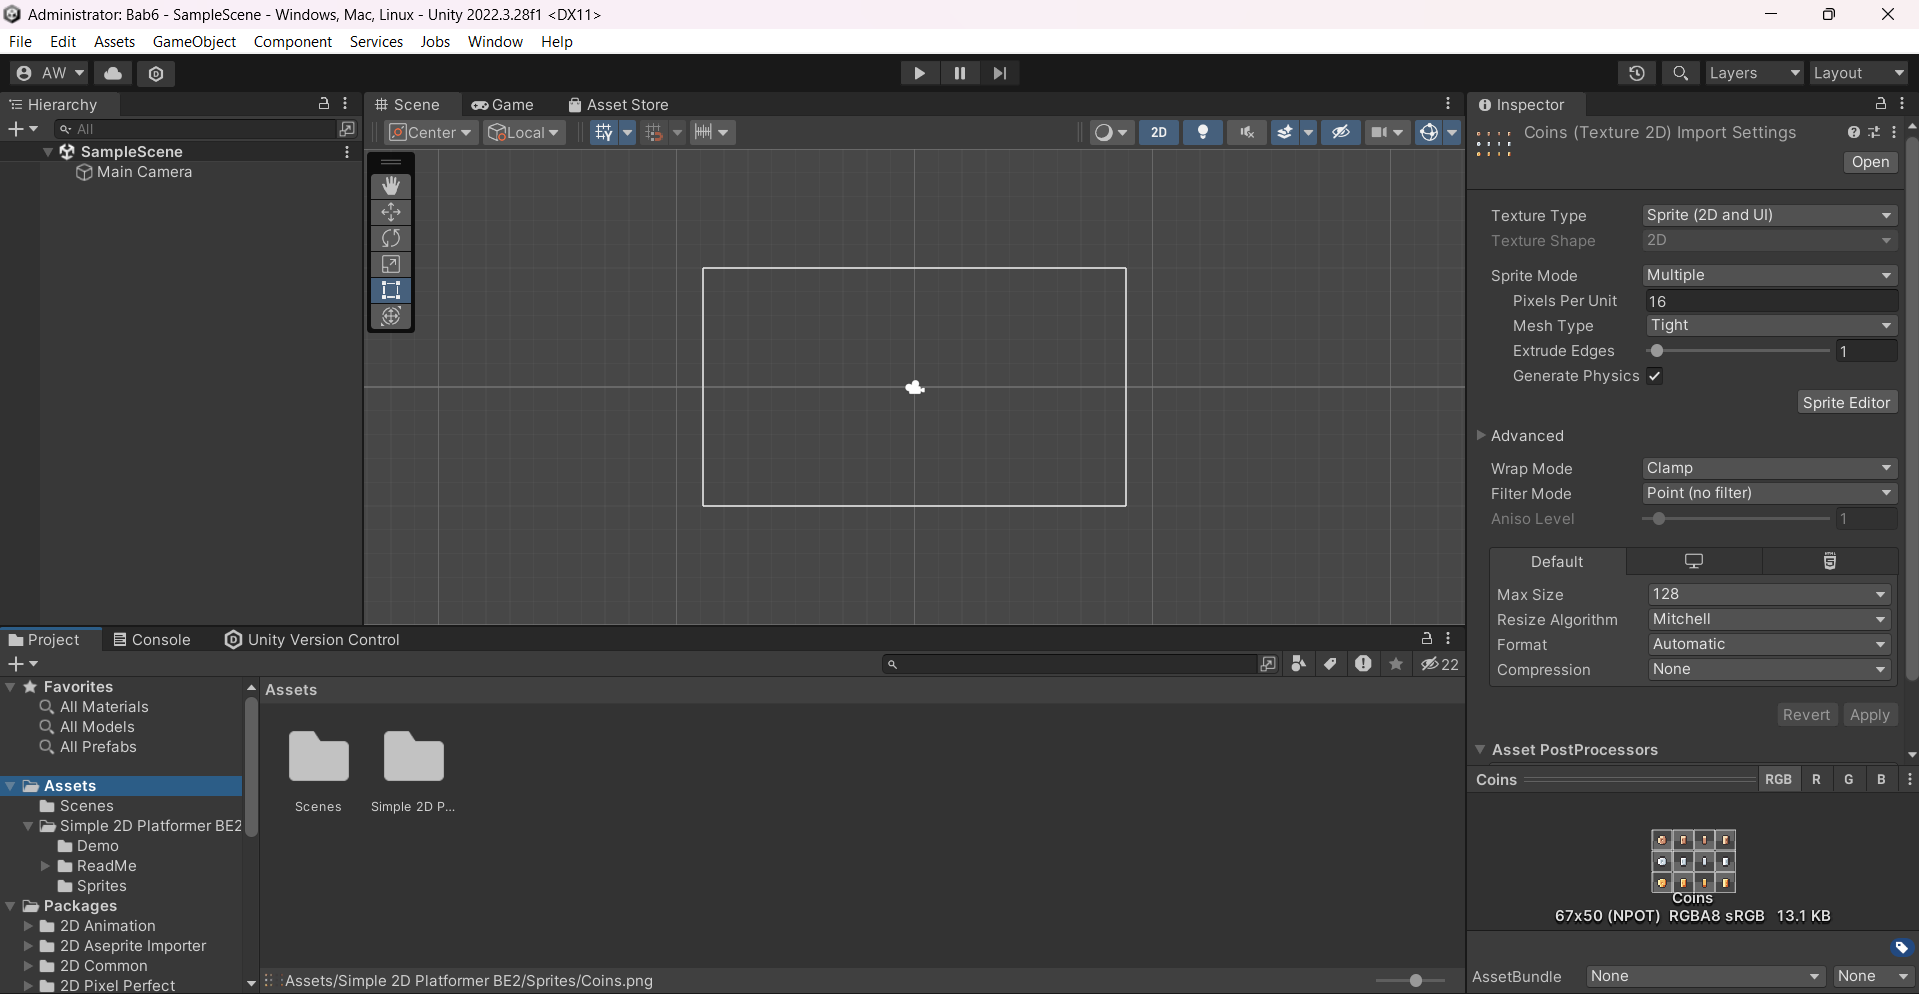 Administrator: Bab6 - SampleScene - Windows, Mac, Linux - Unity 2022.3.28f1 <DX11>
File Edit Assets GameObject Component Services Jobs Window Help
AW
Layers
Layout
Hierarchy
All
SampleScene
Main Camera
Scene
Game
Asset Store
Center
Local
2D
Inspector
Coins (Texture 2D) Import Settings
Open
Texture Type Sprite (2D and UI)
Texture Shape 2D
Sprite Mode Multiple
Pixels Per Unit 16
Mesh Type Tight
Extrude Edges 1
Generate Physics
Sprite Editor
Advanced
Wrap Mode Clamp
Filter Mode Point (no filter)
Aniso Level 1
Default
Max Size 128
Resize Algorithm Mitchell
Format Automatic
Compression None
Revert Apply
Asset PostProcessors
Coins RGB R G B
Coins
67x50 (NPOT) RGBA8 sRGB 13.1 KB
AssetBundle None None
Project
Console
Unity Version Control
22
Favorites
All Materials
All Models
All Prefabs
Assets
Scenes
Simple 2D Platformer BE2
Demo
ReadMe
Sprites
Packages
2D Animation
2D Aseprite Importer
2D Common
2D Pixel Perfect
Assets
Scenes
Simple 2D P...
Assets/Simple 2D Platformer BE2/Sprites/Coins.png